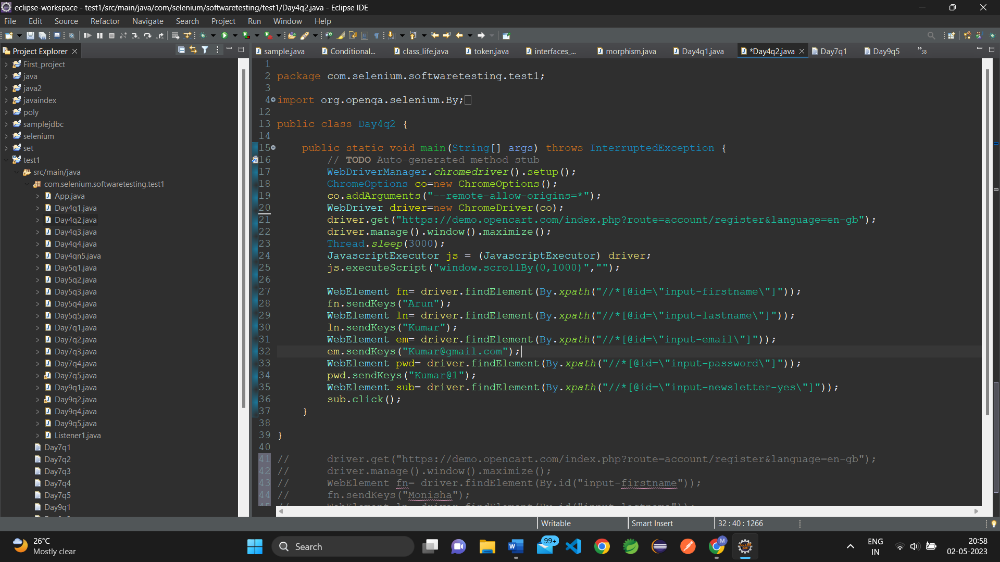 eclipse-workspace - test1/src/main/java/com/selenium/softwaretesting/test1/Day4q2.java - Eclipse IDE
File Edit Source Refactor Navigate Search Project Run Window Help
Project Explorer
First_project
java
java2
javaindex
poly
samplejdbc
selenium
set
test1
src/main/java
com.selenium.softwaretesting.test1
App.java
Day4q1.java
Day4q2.java
Day4q3.java
Day4q4.java
Day4qn5.java
Day5q1.java
Day5q2.java
Day5q3.java
Day5q4.java
Day5q5.java
Day7q1.java
Day7q2.java
Day7q3.java
Day7q4.java
Day7q5.java
Day9q1.java
Day9q2.java
Day9q4.java
Day9q5.java
Listener1.java
Day7q1
Day7q2
Day7q3
Day7q4
Day7q5
Day9q1
sample.java Conditional... class_life.java token.java interfaces_... morphism.java Day4q1.java *Day4q2.java Day7q1 Day9q5 »38
1
2 package com.selenium.softwaretesting.test1;
3
4 import org.openqa.selenium.By;
12
13 public class Day4q2 {
14
15 public static void main(String[] args) throws InterruptedException {
16 // TODO Auto-generated method stub
17 WebDriverManager.chromedriver().setup();
18 ChromeOptions co=new ChromeOptions();
19 co.addArguments("--remote-allow-origins=*");
20 WebDriver driver=new ChromeDriver(co);
21 driver.get("https://demo.opencart.com/index.php?route=account/register&language=en-gb");
22 driver.manage().window().maximize();
23 Thread.sleep(3000);
24 JavascriptExecutor js = (JavascriptExecutor) driver;
25 js.executeScript("window.scrollBy(0,1000)","");
26
27 WebElement fn= driver.findElement(By.xpath("//*[@id=\"input-firstname\"]"));
28 fn.sendKeys("Arun");
29 WebElement ln= driver.findElement(By.xpath("//*[@id=\"input-lastname\"]"));
30 ln.sendKeys("Kumar");
31 WebElement em= driver.findElement(By.xpath("//*[@id=\"input-email\"]"));
32 em.sendKeys("Kumar@gmail.com");
33 WebElement pwd= driver.findElement(By.xpath("//*[@id=\"input-password\"]"));
34 pwd.sendKeys("Kumar@1");
35 WebElement sub= driver.findElement(By.xpath("//*[@id=\"input-newsletter-yes\"]"));
36 sub.click();
37 }
38
39 }
40
41 // driver.get("https://demo.opencart.com/index.php?route=account/register&language=en-gb");
42 // driver.manage().window().maximize();
43 // WebElement fn= driver.findElement(By.id("input-firstname"));
44 // fn.sendKeys("Monisha");
45 // WebElement ln= driver.findElement(By.id("input-lastname"));
Writable Smart Insert 32 : 40 : 1266
26°C
Mostly clear
Search
99+
M
ENG
IN
20:58
02-05-2023